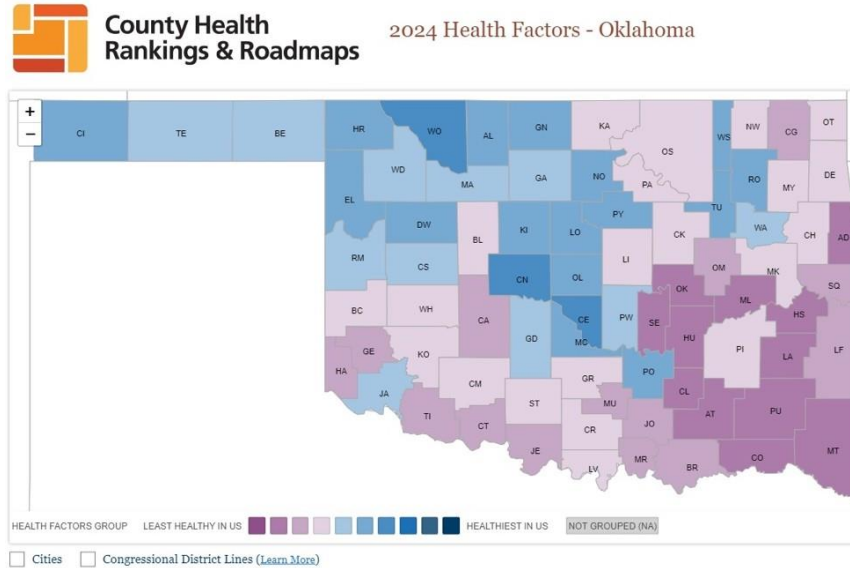 County Health
Rankings & Roadmaps
2024 Health Factors - Oklahoma
+
−
CI TE BE HR WO AL GN KA OS WS NW CG OT
WD MA GA NO PA RO MY DE
EL DW BL KI LO PY TU CK WA CH AD
RM CS CN OL LI OM MK SQ
BC WH CA CE MC PW SE OK ML HS
GE KO GD HU PI LA LF
HA JA CM GR PO CL
TI ST MU AT PU
CT JE CR JO CO MT
LV MR BR
HEALTH FACTORS GROUP LEAST HEALTHY IN US HEALTHIEST IN US NOT GROUPED (NA)
Cities Congressional District Lines (Learn More)